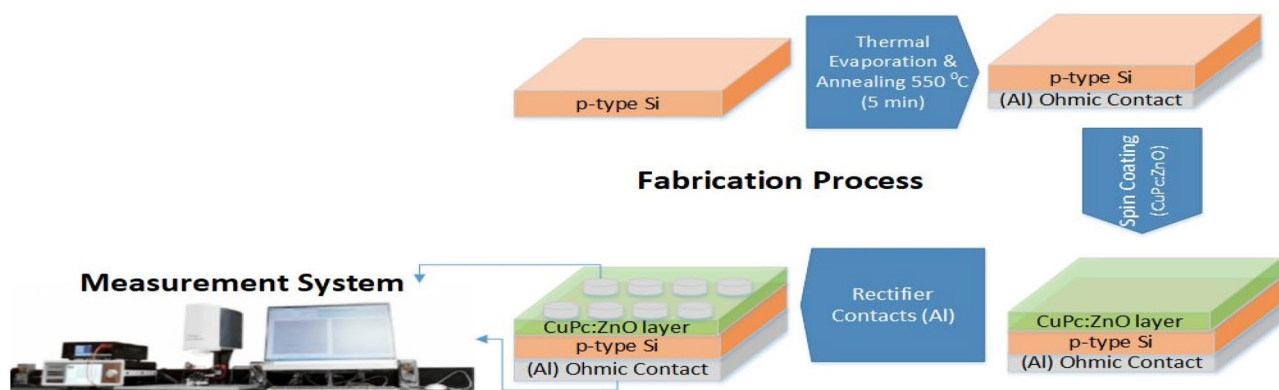 p-type Si
Thermal
Evaporation &
Annealing 550 ⁰C
(5 min)
p-type Si
(Al) Ohmic Contact
Spin Coating
(CuPc:ZnO)
Fabrication Process
CuPc:ZnO layer
p-type Si
(Al) Ohmic Contact
Rectifier
Contacts (Al)
CuPc:ZnO layer
p-type Si
(Al) Ohmic Contact
Measurement System